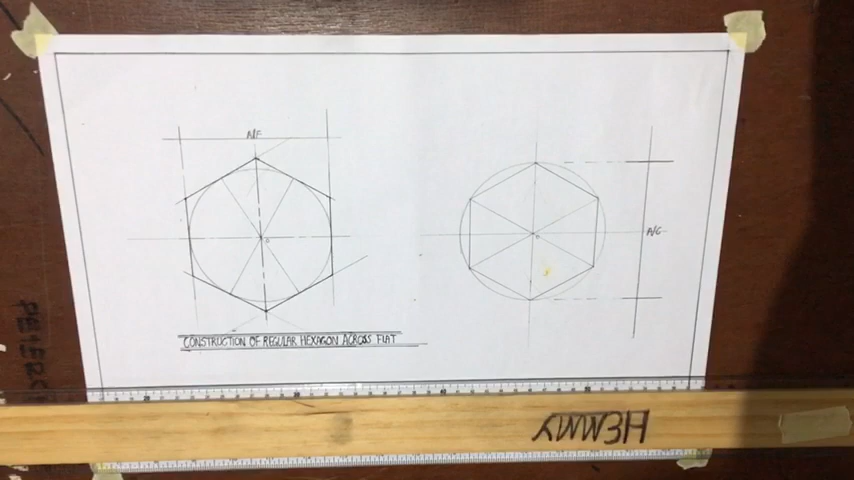 A/F
A/C
CONSTRUCTION OF REGULAR HEXAGON ACROSS FLAT
HEMMY